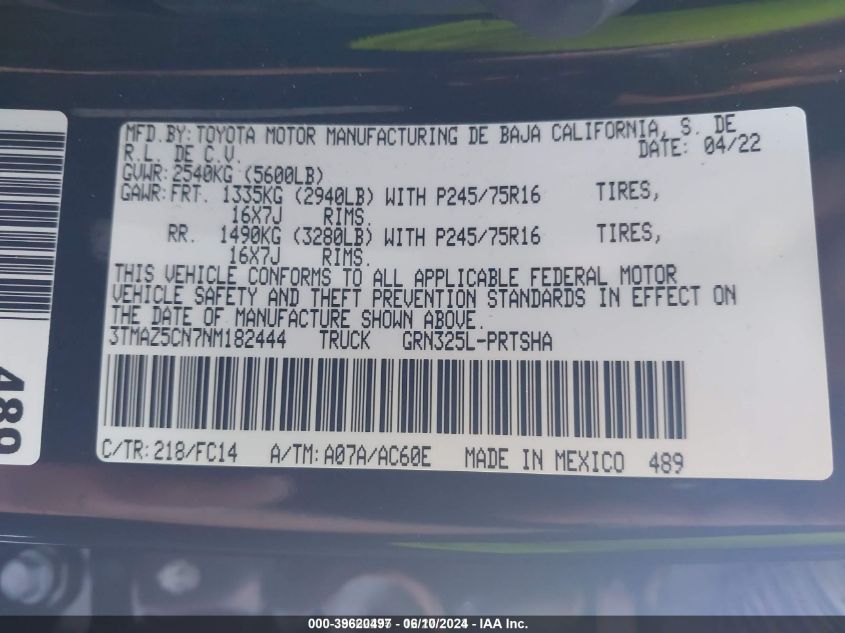 MFD.BY:TOYOTA MOTOR MANUFACTURING DE BAJA CALIFORNIA, S. DE
R.L. DE C.V. DATE: 04/22
GVWR:2540KG (5600LB)
GAWR:FRT. 1335KG (2940LB) WITH P245/75R16 TIRES,
16X7J RIMS.
RR. 1490KG (3280LB) WITH P245/75R16 TIRES,
16X7J RIMS.
THIS VEHICLE CONFORMS TO ALL APPLICABLE FEDERAL MOTOR
VEHICLE SAFETY AND THEFT PREVENTION STANDARDS IN EFFECT ON
THE DATE OF MANUFACTURE SHOWN ABOVE.
3TMAZ5CN7NM182444 TRUCK GRN325L-PRTSHA
C/TR:218/FC14 A/TM:A07A/AC60E MADE IN MEXICO 489
489
000-39620497 - 06/10/2024 - IAA Inc.